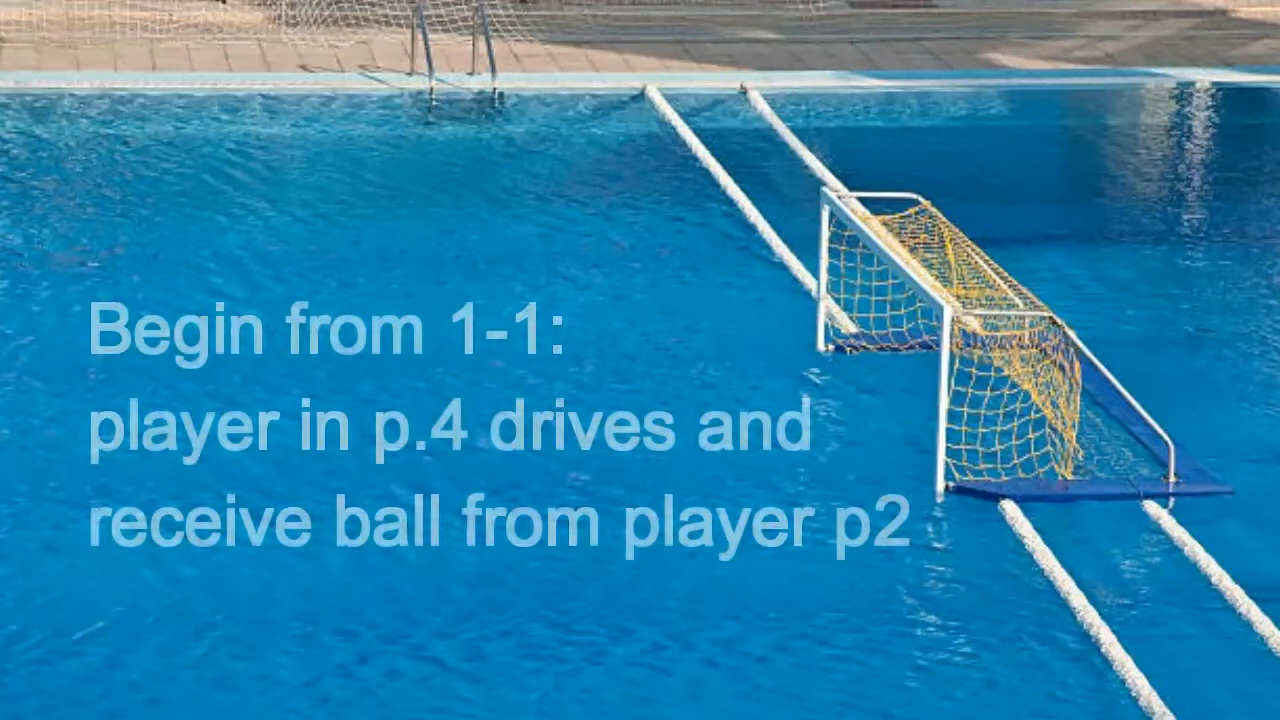 Begin from 1-1:
player in p.4 drives and
receive ball from player p2